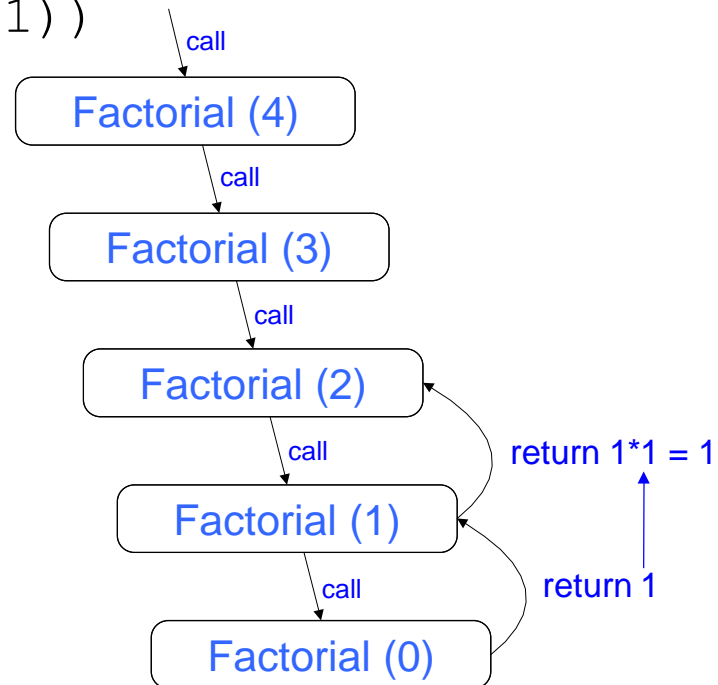 1))
call
Factorial (4)
call
Factorial (3)
call
Factorial (2)
call
return 1*1 = 1
Factorial (1)
call
return 1
Factorial (0)